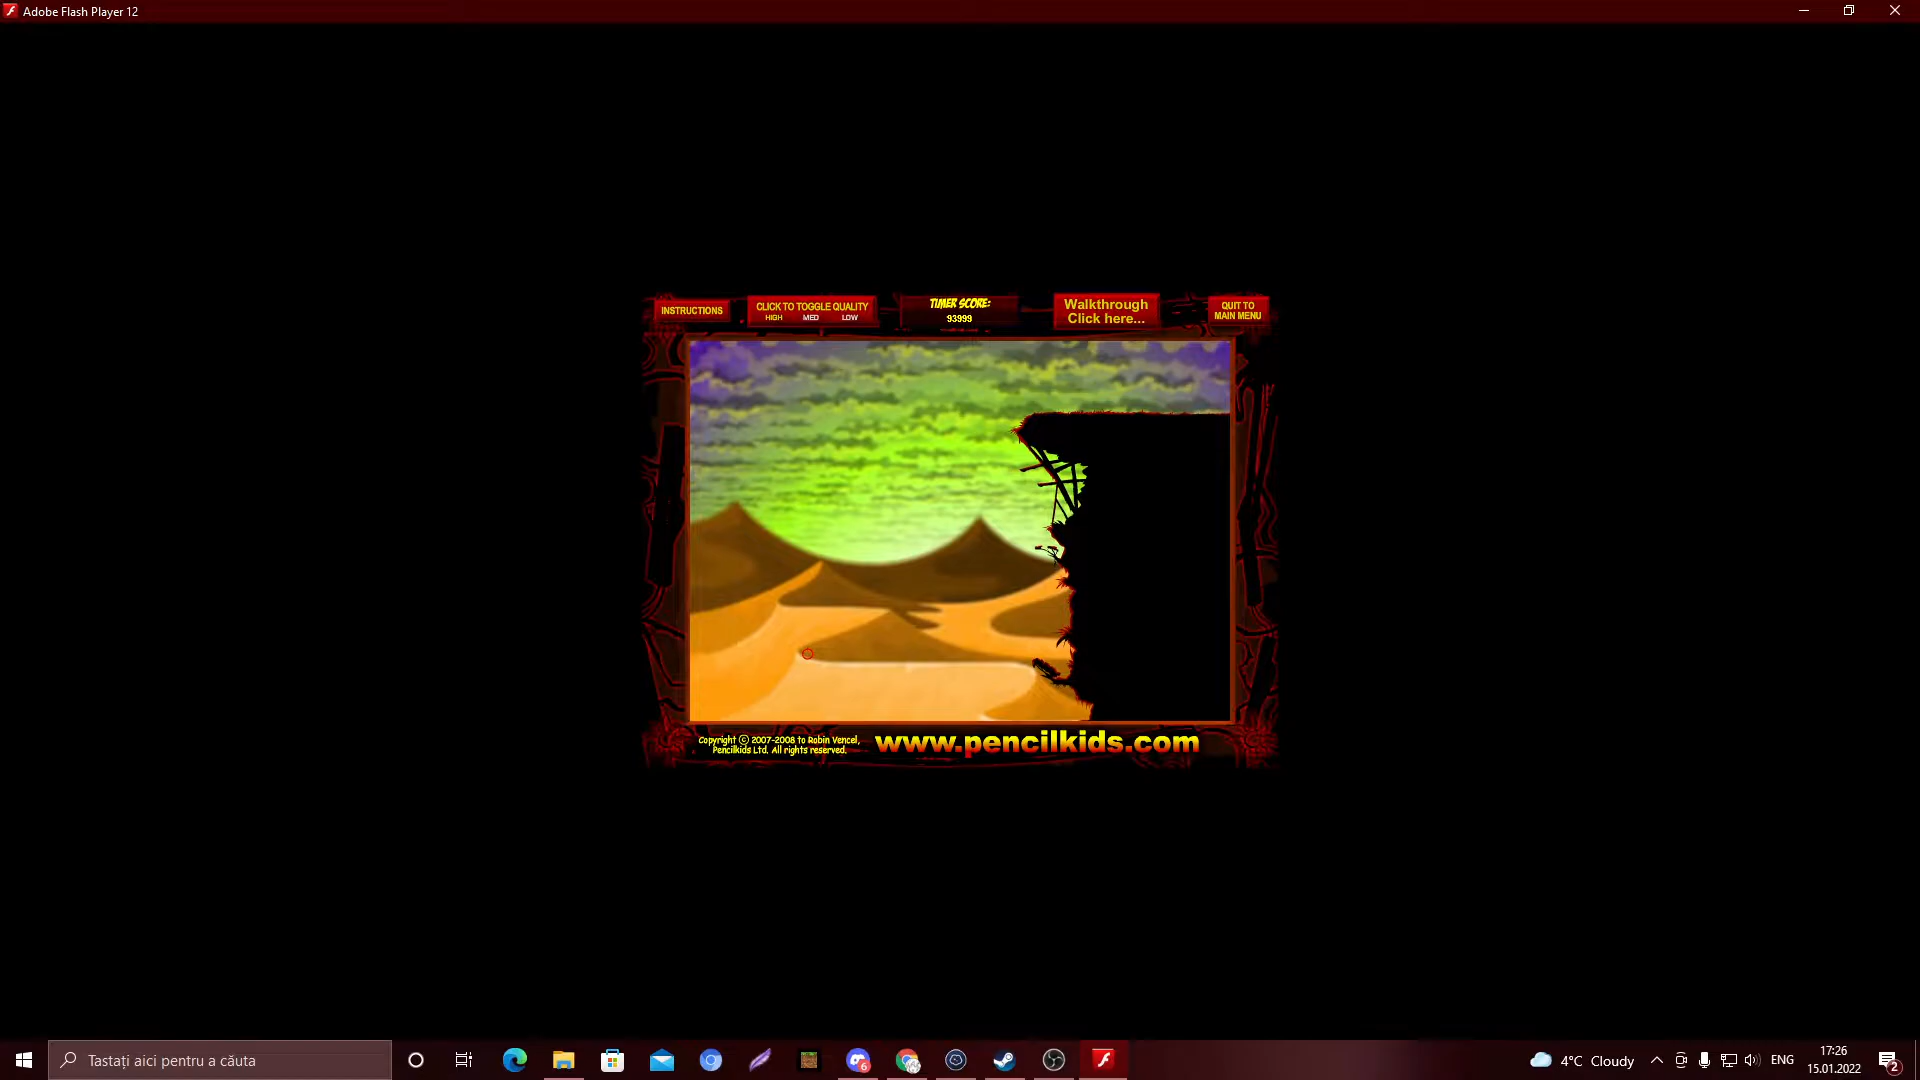 Adobe Flash Player 12
INSTRUCTIONS
CLICK TO TOGGLE QUALITY
HIGH MED LOW
TIMER SCORE:
93999
Walkthrough
Click here...
QUIT TO
MAIN MENU
Copyright © 2007-2008 to Robin Vencel,
Pencilkids Ltd. All rights reserved.
www.pencilkids.com
Tastați aici pentru a căuta
6
4°C Cloudy
ENG
17:26
15.01.2022
2